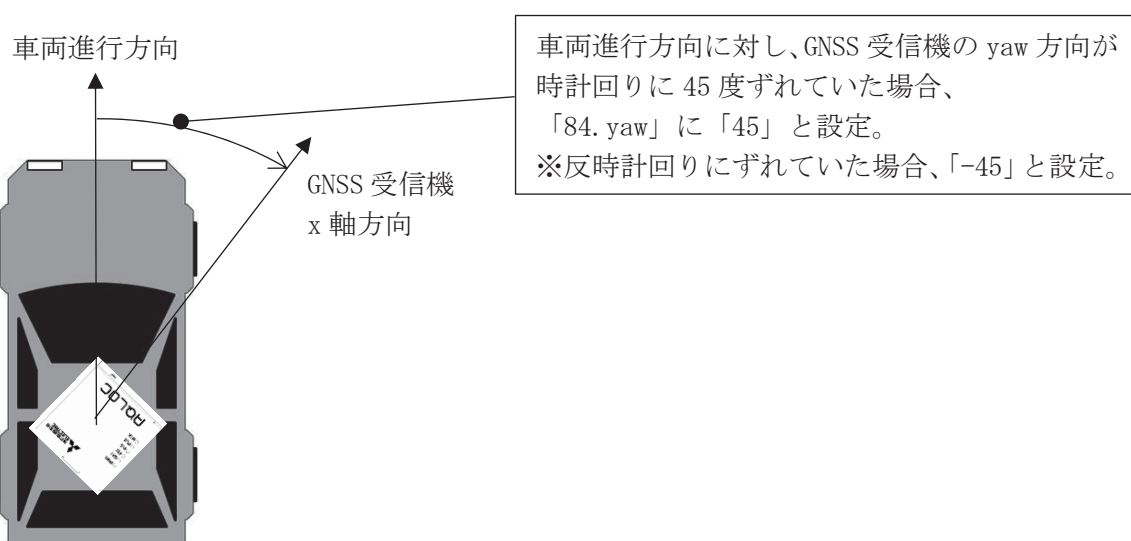 車両進行方向
車両進行方向に対し、GNSS 受信機の yaw 方向が
時計回りに 45 度ずれていた場合、
「84.yaw」に「45」と設定。
※反時計回りにずれていた場合、「-45」と設定。
GNSS 受信機
x 軸方向
AQLOC